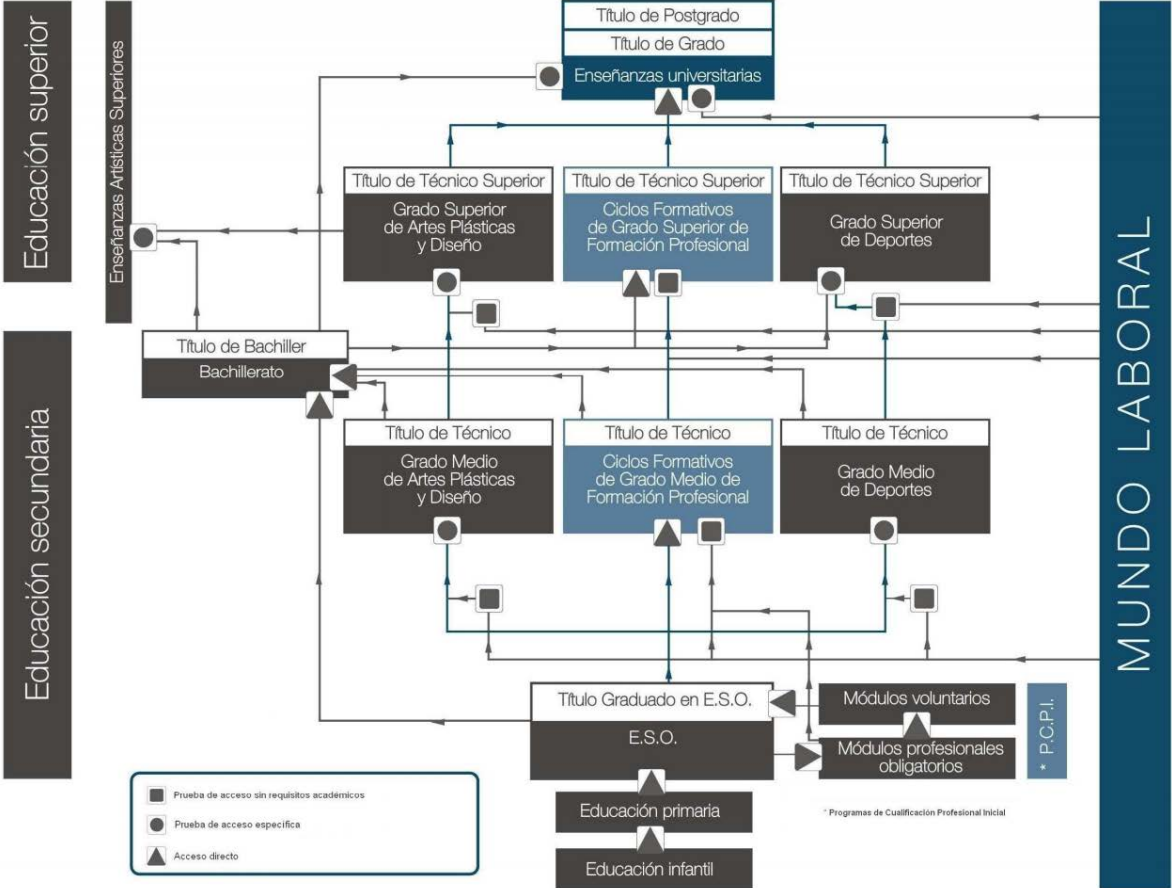 Educación superior
Enseñanzas Artísticas Superiores
Título de Postgrado
Título de Grado
Enseñanzas universitarias
Título de Técnico Superior
Grado Superior
de Artes Plásticas
y Diseño
Título de Técnico Superior
Ciclos Formativos
de Grado Superior de
Formación Profesional
Título de Técnico Superior
Grado Superior
de Deportes
MUNDO LABORAL
Educación secundaria
Título de Bachiller
Bachillerato
Título de Técnico
Grado Medio
de Artes Plásticas
y Diseño
Título de Técnico
Ciclos Formativos
de Grado Medio de
Formación Profesional
Título de Técnico
Grado Medio
de Deportes
Título Graduado en E.S.O.
E.S.O.
Módulos voluntarios
Módulos profesionales
obligatorios
* P.C.P.I.
Educación primaria
Educación infantil
* Programas de Cualificación Profesional Inicial
Prueba de acceso sin requisitos académicos
Prueba de acceso específica
Acceso directo